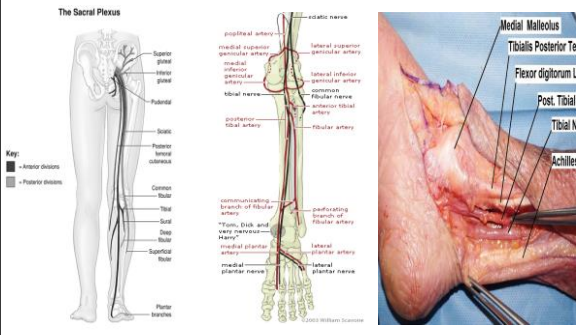 The Sacral Plexus
Superior
gluteal
Inferior
gluteal
Pudendal
Sciatic
Posterior
femoral
cutaneous
Key:
= Anterior divisions
= Posterior divisions
Common
fibular
Tibial
Sural
Deep
fibular
Superficial
fibular
Plantar
branches
sciatic nerve
popliteal artery
medial superior
genicular artery
lateral superior
genicular artery
medial
inferior
genicular
artery
lateral inferior
genicular artery
tibial nerve
common
fibular nerve
anterior tibial
artery
posterior
tibal artery
fibular artery
communicating
branch of fibular
artery
perforating
branch of
fibular artery
"Tom, Dick and
very nervous
Harry"
medial plantar
artery
lateral
plantar artery
medial
plantar nerve
lateral
plantar nerve
Medial Malleolus
Tibialis Posterior Te
Flexor digitorum L
Post. Tibial
Tibial N
Achilles